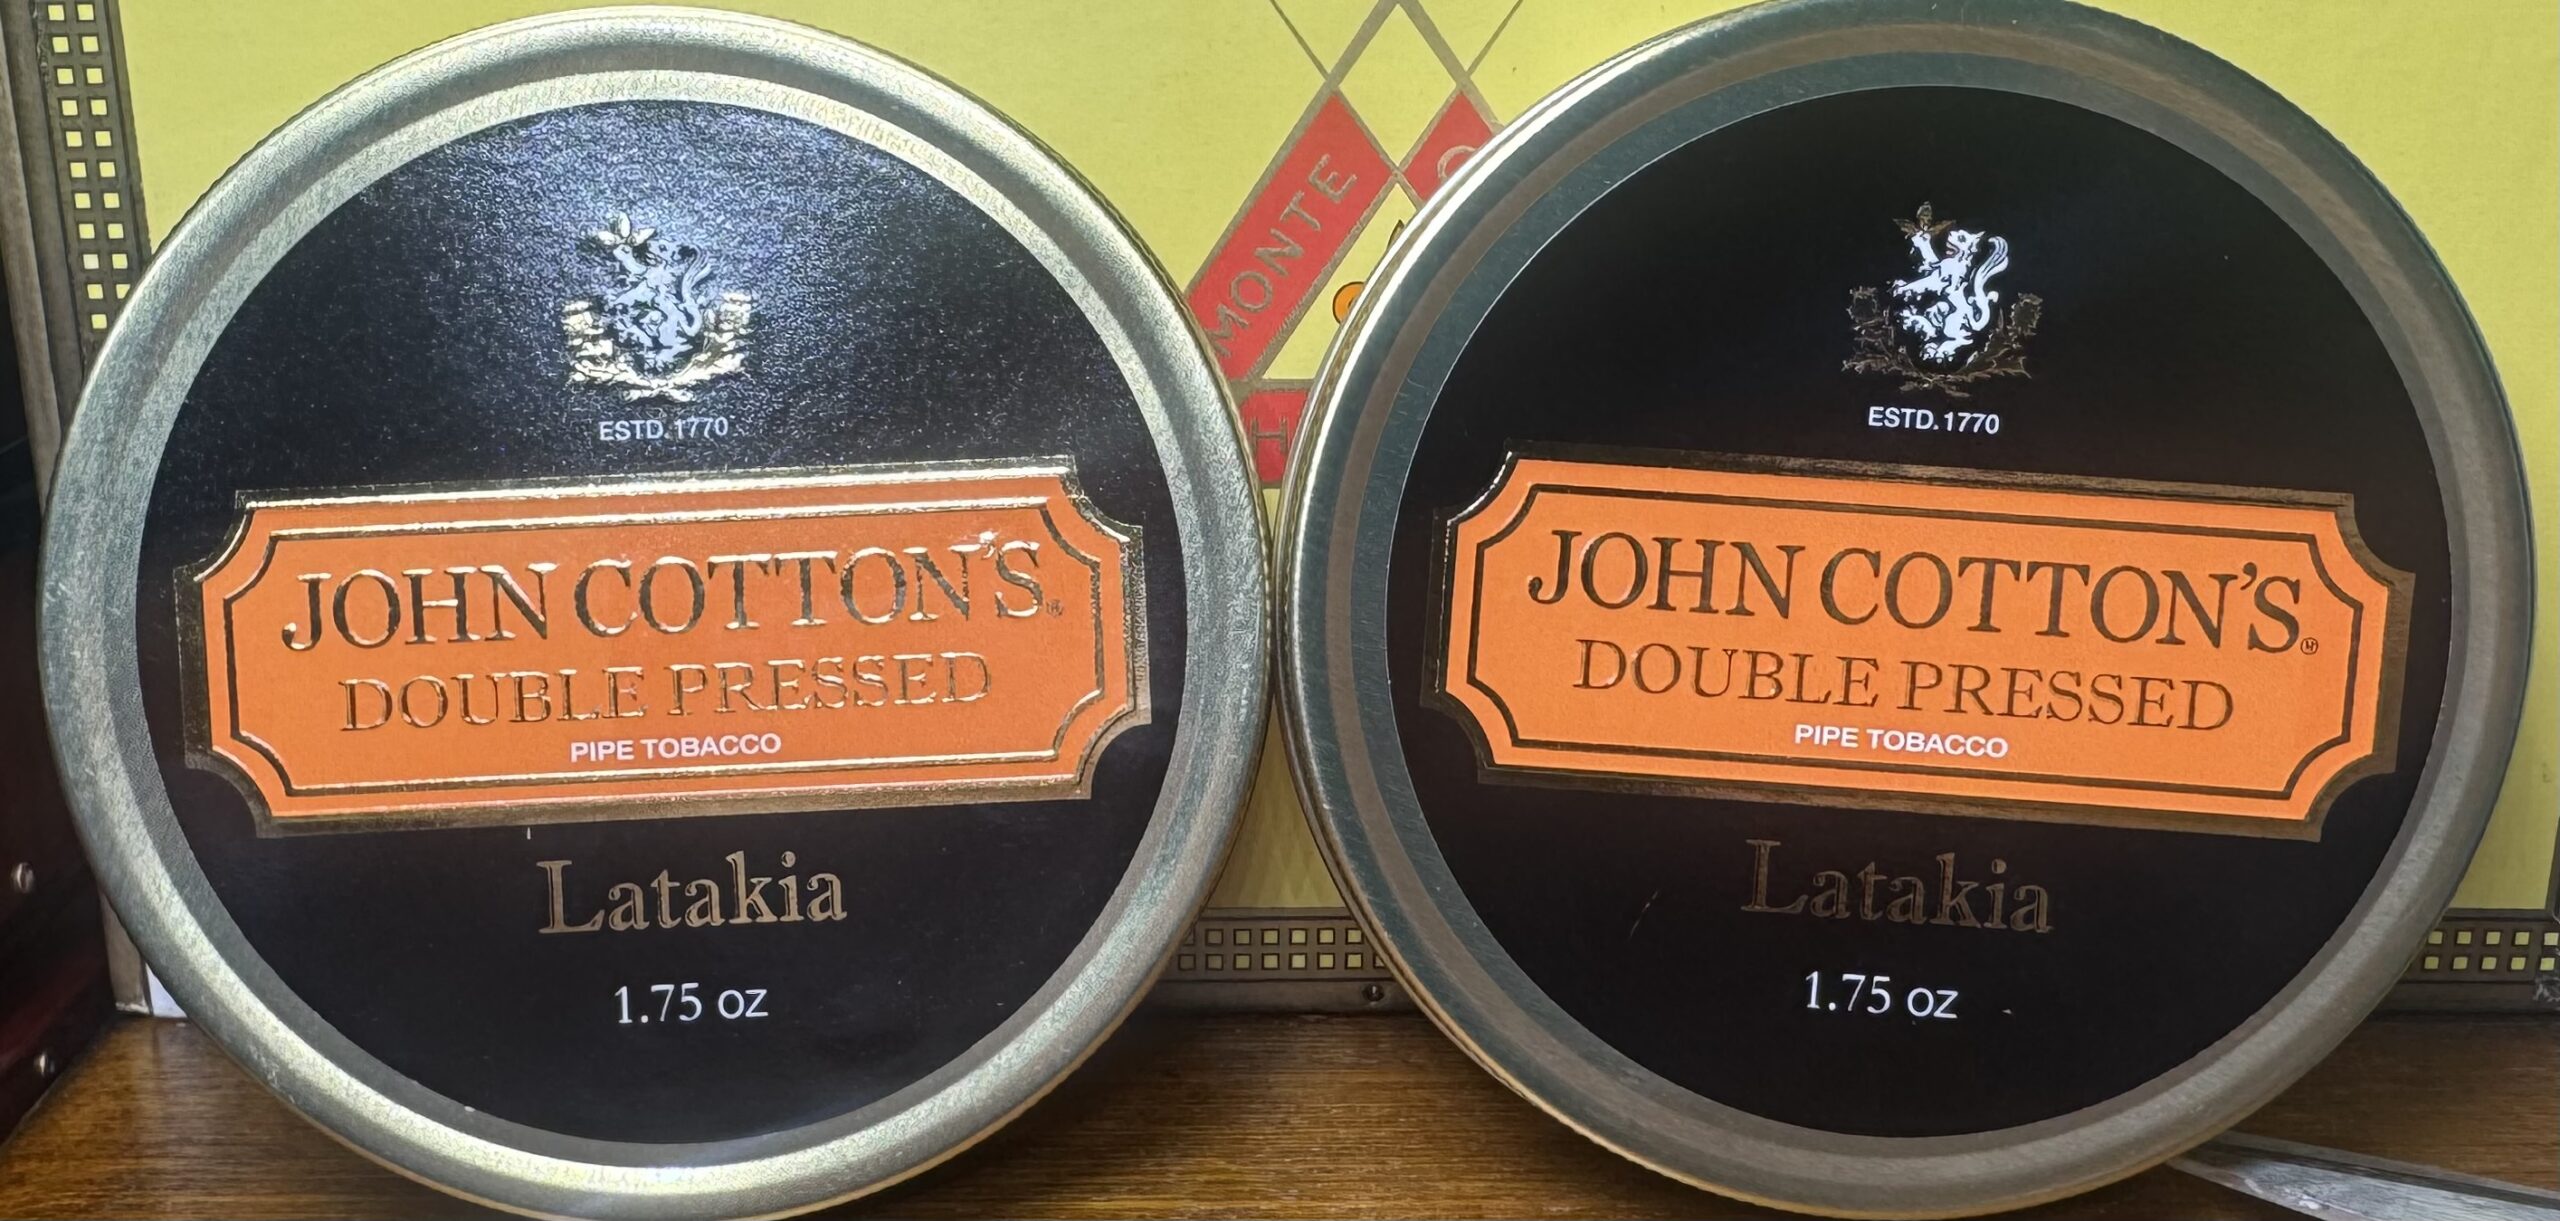 ESTD. 1770
JOHN COTTON'S
DOUBLE PRESSED
PIPE TOBACCO
Latakia
1.75 oz
MONTE
H
ESTD. 1770
JOHN COTTON'S
DOUBLE PRESSED
PIPE TOBACCO
Latakia
1.75 oz